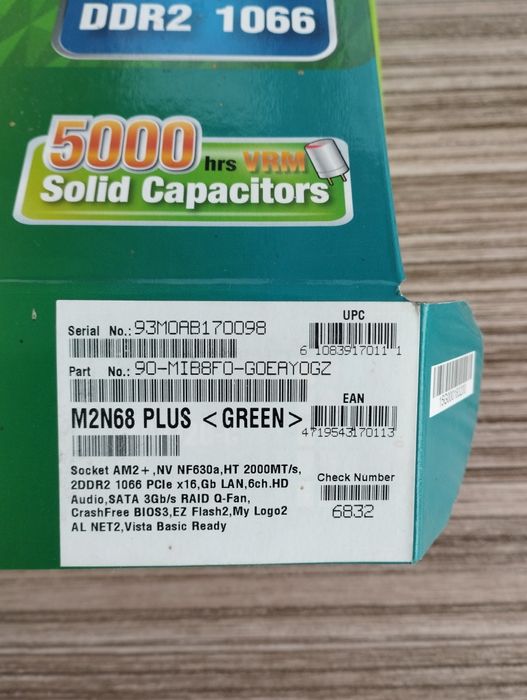 DDR2 1066
5000 hrs VRM
Solid Capacitors
Serial No.: 93M0AB170098
UPC
6 10839 17011 1
Part No.: 90-MIB8F0-G0EAY0GZ
M2N68 PLUS <GREEN>
EAN
4719543170113
Socket AM2+ ,NV NF630a,HT 2000MT/s,
2DDR2 1066 PCIe x16,Gb LAN,6ch.HD
Audio,SATA 3Gb/s RAID Q-Fan,
CrashFree BIOS3,EZ Flash2,My Logo2
AL NET2,Vista Basic Ready
Check Number
6832